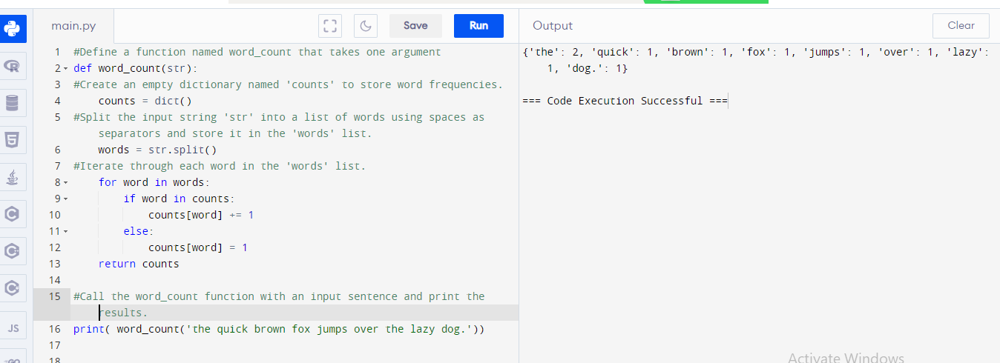 main.py
Save
Run
Output
Clear
1 #Define a function named word_count that takes one argument
2 def word_count(str):
3 #Create an empty dictionary named 'counts' to store word frequencies.
4     counts = dict()
5 #Split the input string 'str' into a list of words using spaces as
    separators and store it in the 'words' list.
6     words = str.split()
7 #Iterate through each word in the 'words' list.
8     for word in words:
9         if word in counts:
10             counts[word] += 1
11         else:
12             counts[word] = 1
13     return counts
14
15 #Call the word_count function with an input sentence and print the
    results.
16 print( word_count('the quick brown fox jumps over the lazy dog.'))
17
18
{'the': 2, 'quick': 1, 'brown': 1, 'fox': 1, 'jumps': 1, 'over': 1, 'lazy':
    1, 'dog.': 1}
=== Code Execution Successful ===
R
5
JS
GO
Activate Windows